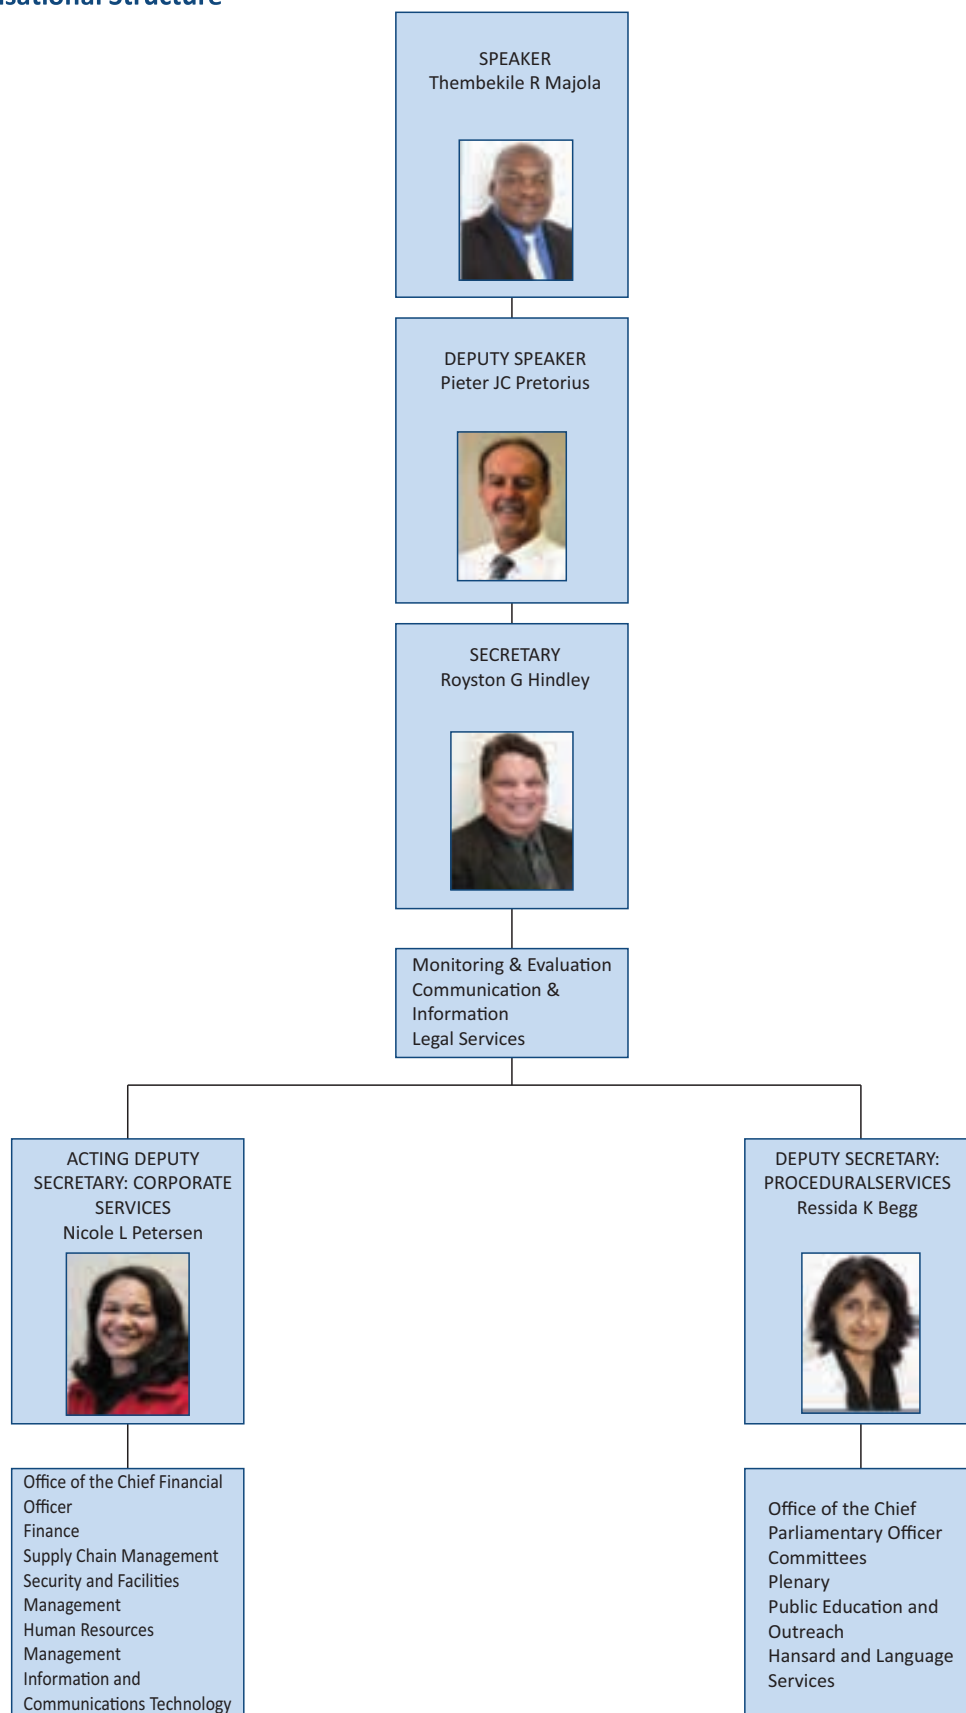 SPEAKER
Thembekile R Majola
DEPUTY SPEAKER
Pieter JC Pretorius
SECRETARY
Royston G Hindley
Monitoring & Evaluation
Communication &
Information
Legal Services
ACTING DEPUTY
SECRETARY: CORPORATE
SERVICES
Nicole L Petersen
DEPUTY SECRETARY:
PROCEDURALSERVICES
Ressida K Begg
Office of the Chief Financial
Officer
Finance
Supply Chain Management
Security and Facilities
Management
Human Resources
Management
Information and
Communications Technology
Office of the Chief
Parliamentary Officer
Committees
Plenary
Public Education and
Outreach
Hansard and Language
Services